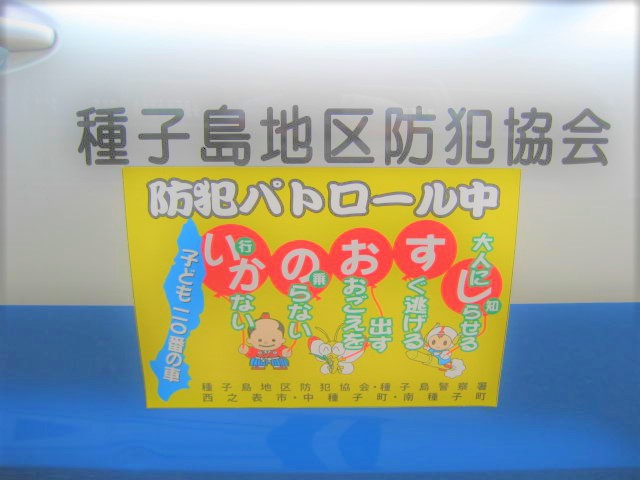 種子島地区防犯協会
防犯パトロール中
子ども一一〇番の車
行
いかない
乗
のらない
おおごえを
出す
すぐ逃げる
大人に
知
しらせる
種子島地区防犯協会・種子島警察署
西之表市・中種子町・南種子町